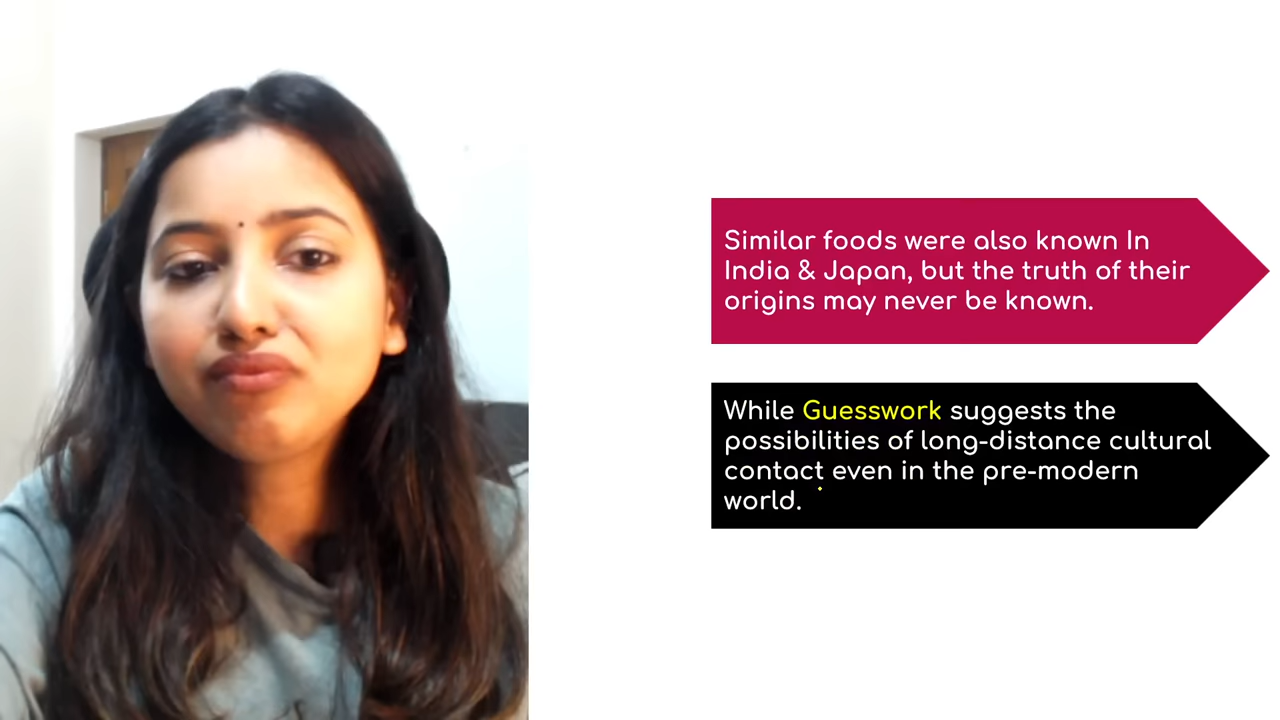 Similar foods were also known In
India & Japan, but the truth of their
origins may never be known.
While Guesswork suggests the
possibilities of long-distance cultural
contact even in the pre-modern
world.